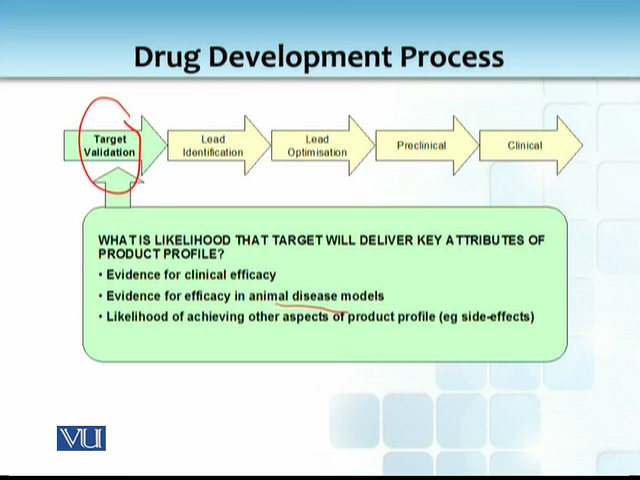 Drug Development Process
Target
Validation
Lead
Identification
Lead
Optimisation
Preclinical
Clinical
WHAT IS LIKELIHOOD THAT TARGET WILL DELIVER KEY ATTRIBUTES OF
PRODUCT PROFILE?
• Evidence for clinical efficacy
• Evidence for efficacy in animal disease models
• Likelihood of achieving other aspects of product profile (eg side-effects)
VU